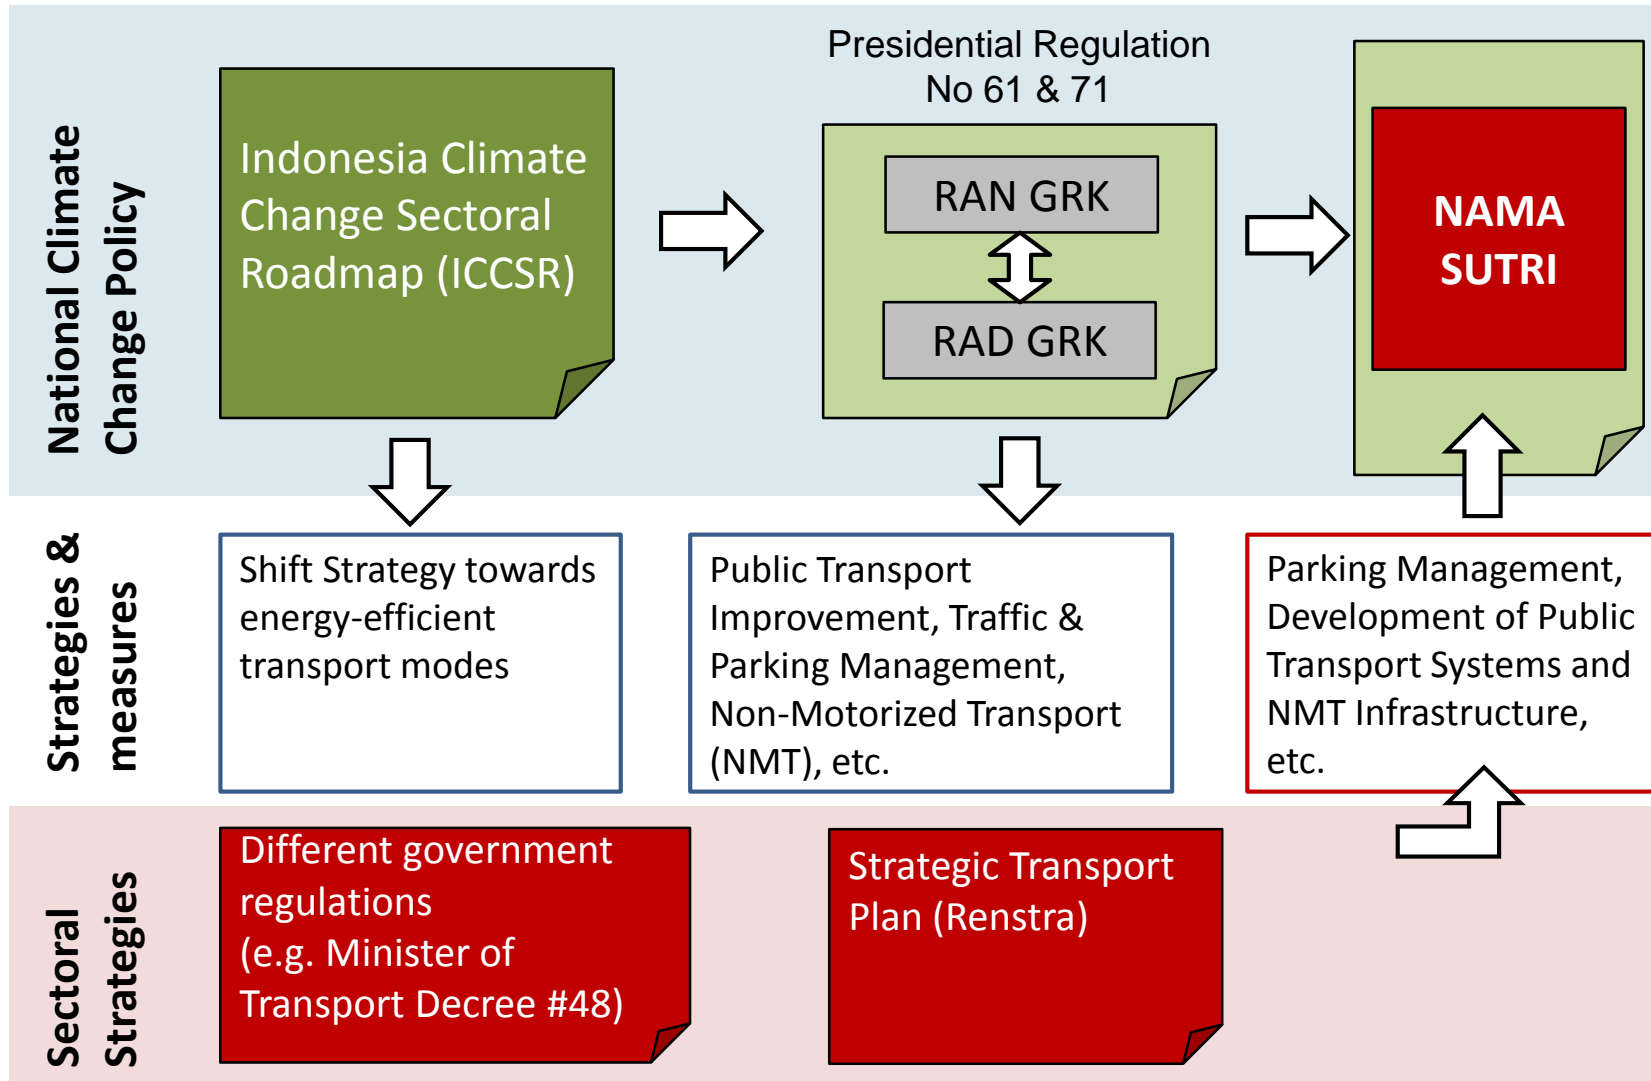 National Climate
Change Policy
Indonesia Climate
Change Sectoral
Roadmap (ICCSR)
Presidential Regulation
No 61 & 71
RAN GRK
RAD GRK
NAMA
SUTRI
Strategies &
measures
Shift Strategy towards
energy-efficient
transport modes
Public Transport
Improvement, Traffic &
Parking Management,
Non-Motorized Transport
(NMT), etc.
Parking Management,
Development of Public
Transport Systems and
NMT Infrastructure,
etc.
Sectoral
Strategies
Different government
regulations
(e.g. Minister of
Transport Decree #48)
Strategic Transport
Plan (Renstra)